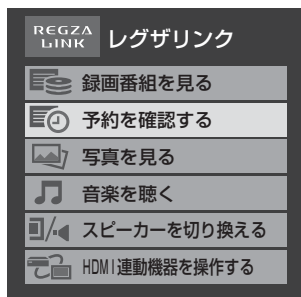 REGZA
LINK レグザリンク
録画番組を見る
予約を確認する
写真を見る
音楽を聴く
スピーカーを切り換える
HDMI連動機器を操作する